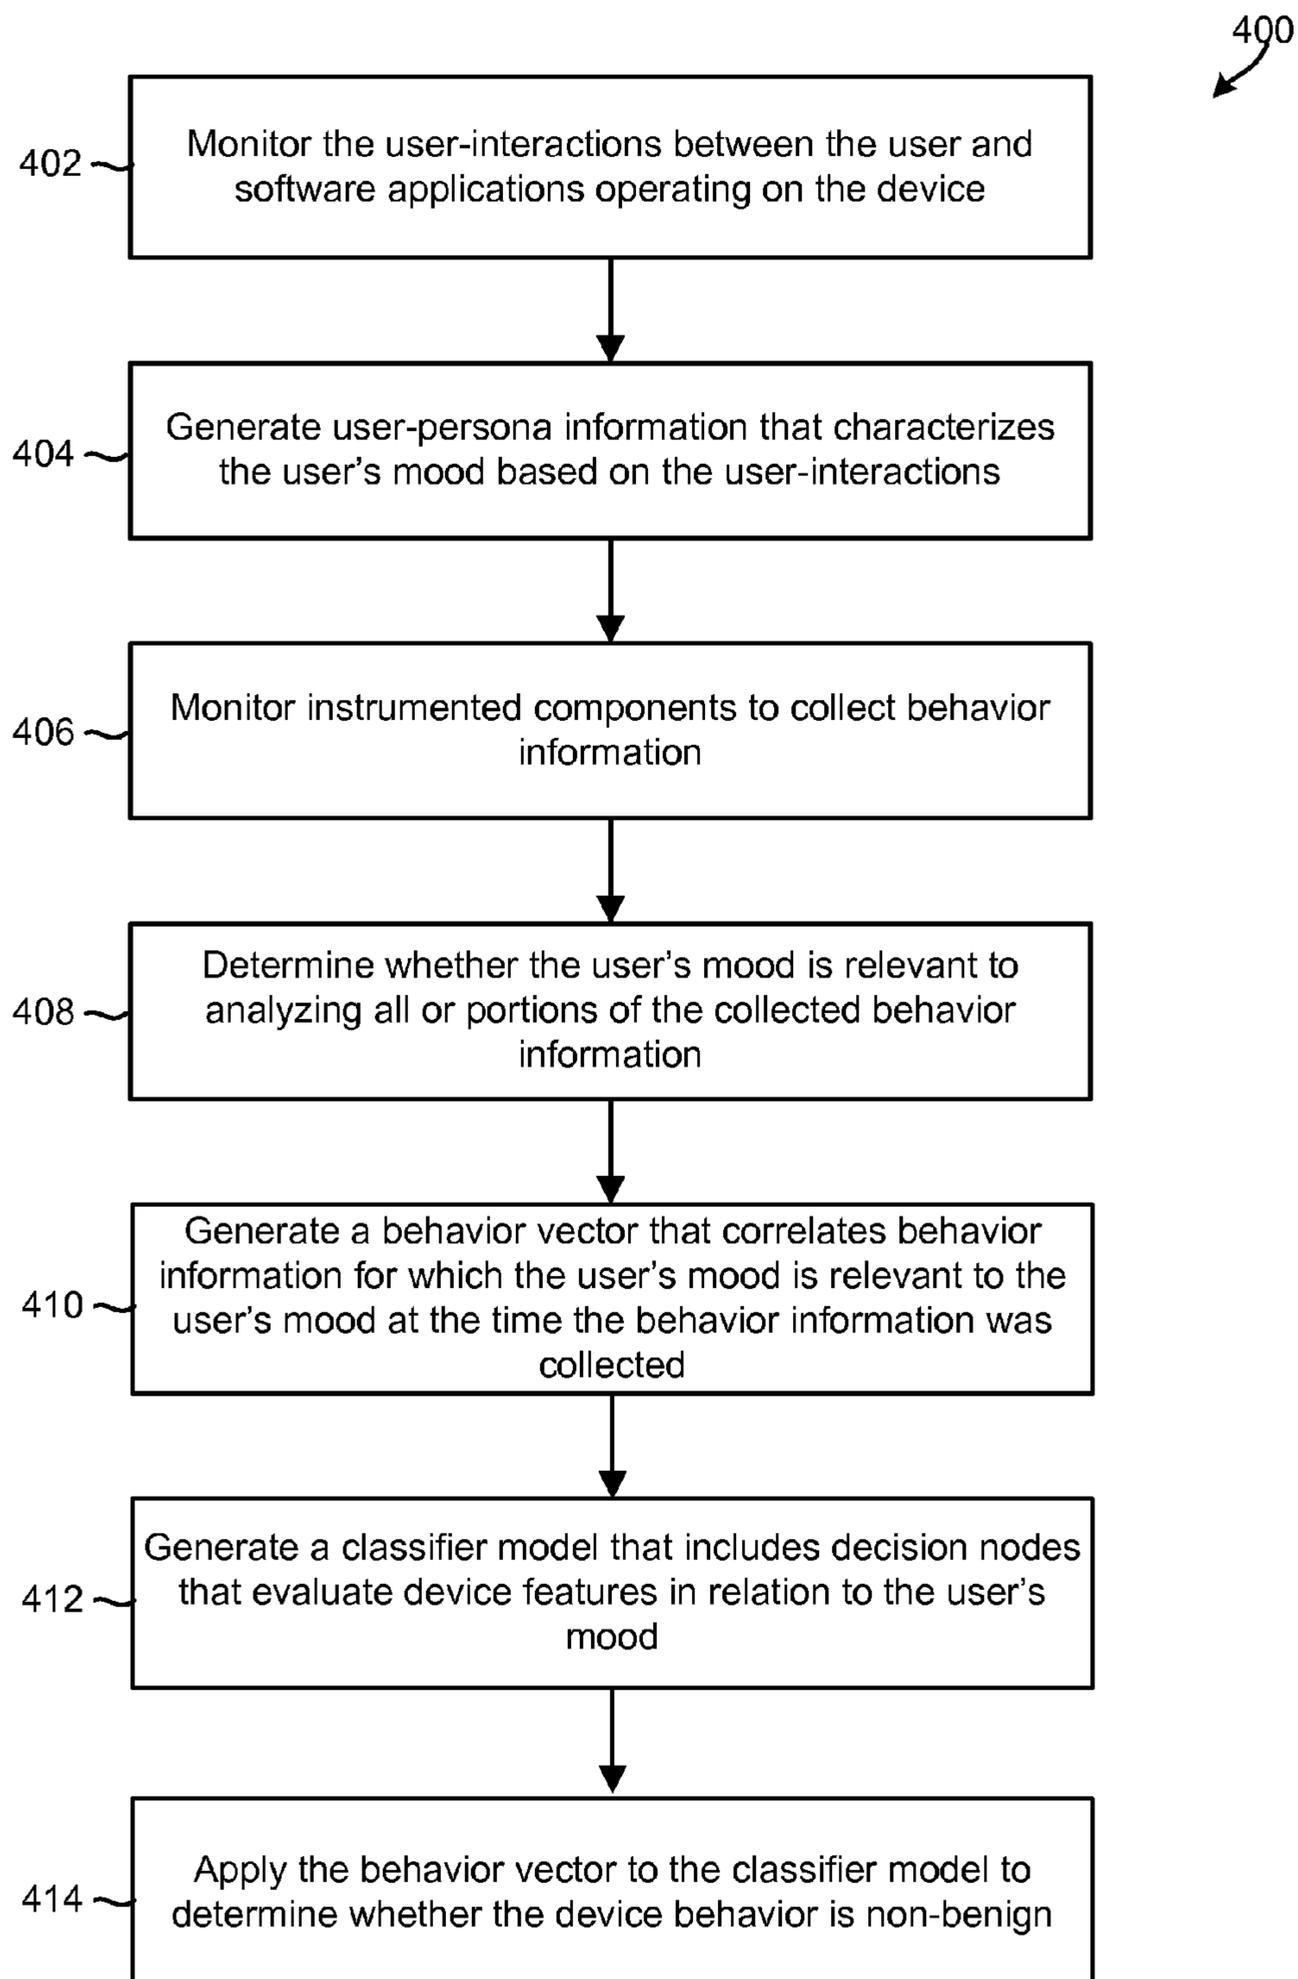 400
402
Monitor the user-interactions between the user and
software applications operating on the device
404
Generate user-persona information that characterizes
the user’s mood based on the user-interactions
406
Monitor instrumented components to collect behavior
information
408
Determine whether the user’s mood is relevant to
analyzing all or portions of the collected behavior
information
410
Generate a behavior vector that correlates behavior
information for which the user’s mood is relevant to the
user’s mood at the time the behavior information was
collected
412
Generate a classifier model that includes decision nodes
that evaluate device features in relation to the user’s
mood
414
Apply the behavior vector to the classifier model to
determine whether the device behavior is non-benign